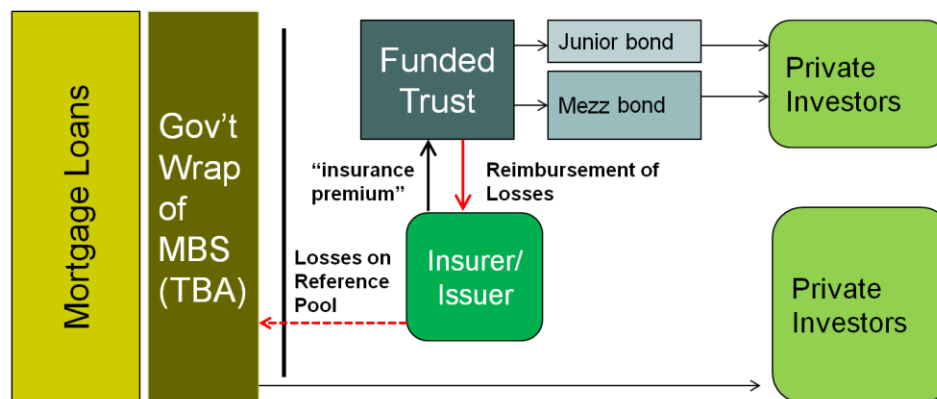 Mortgage Loans
Gov't
Wrap
of
MBS
(TBA)
Funded
Trust
Junior bond
Mezz bond
Private
Investors
“insurance
premium”
Reimbursement of
Losses
Losses on
Reference
Pool
Insurer/
Issuer
Private
Investors